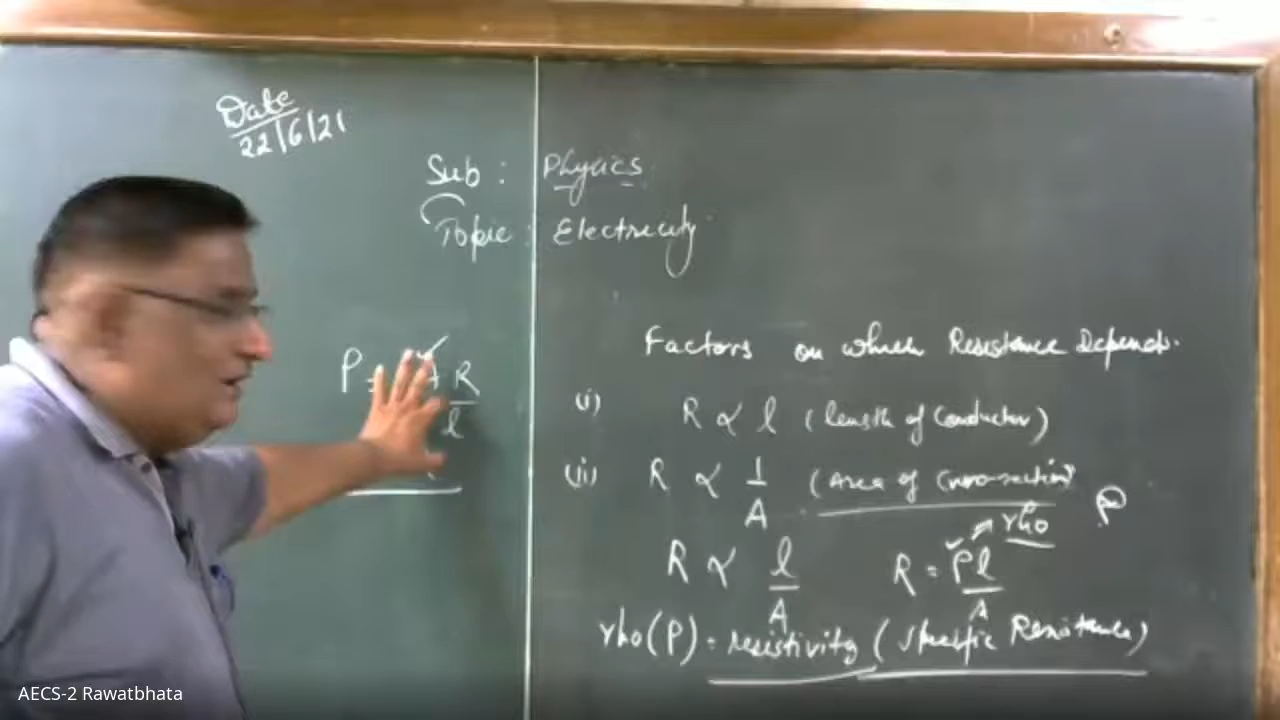 Date
22/6/21
Sub : Physics
Topic : Electricity
ρ = A R
l
Factors on which Resistance Depends.
(i) R ∝ l (length of Conductor)
(ii) R ∝ 1
A
(Area of Cross-section)
rho
ρ
R ∝ l
A
R = ρl
A
rho (ρ) = resistivity (Specific Resistance)
AECS-2 Rawatbhata